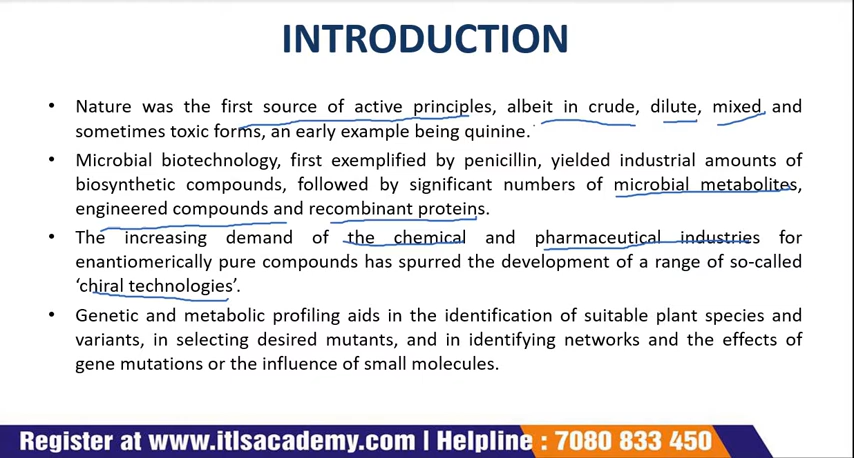 INTRODUCTION
• Nature was the first source of active principles, albeit in crude, dilute, mixed and
sometimes toxic forms, an early example being quinine.
• Microbial biotechnology, first exemplified by penicillin, yielded industrial amounts of
biosynthetic compounds, followed by significant numbers of microbial metabolites,
engineered compounds and recombinant proteins.
• The increasing demand of the chemical and pharmaceutical industries for
enantiomerically pure compounds has spurred the development of a range of so-called
‘chiral technologies’.
• Genetic and metabolic profiling aids in the identification of suitable plant species and
variants, in selecting desired mutants, and in identifying networks and the effects of
gene mutations or the influence of small molecules.
Register at www.itlsacademy.com | Helpline : 7080 833 450